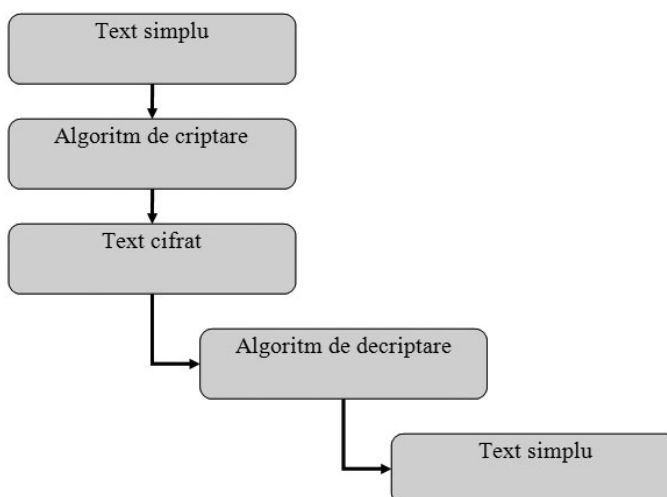 Text simplu
Algoritm de criptare
Text cifrat
Algoritm de decriptare
Text simplu